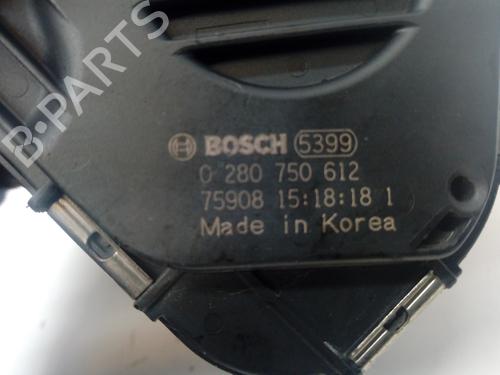 B-PARTS
BOSCH 5399
0 280 750 612
75908 15:18:18 1
Made in Korea